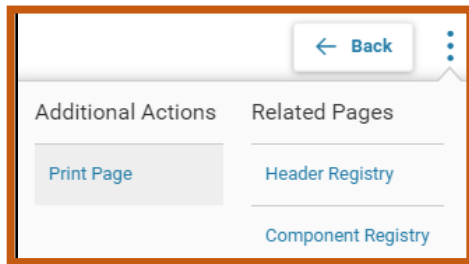 Back
Additional Actions
Related Pages
Print Page
Header Registry
Component Registry